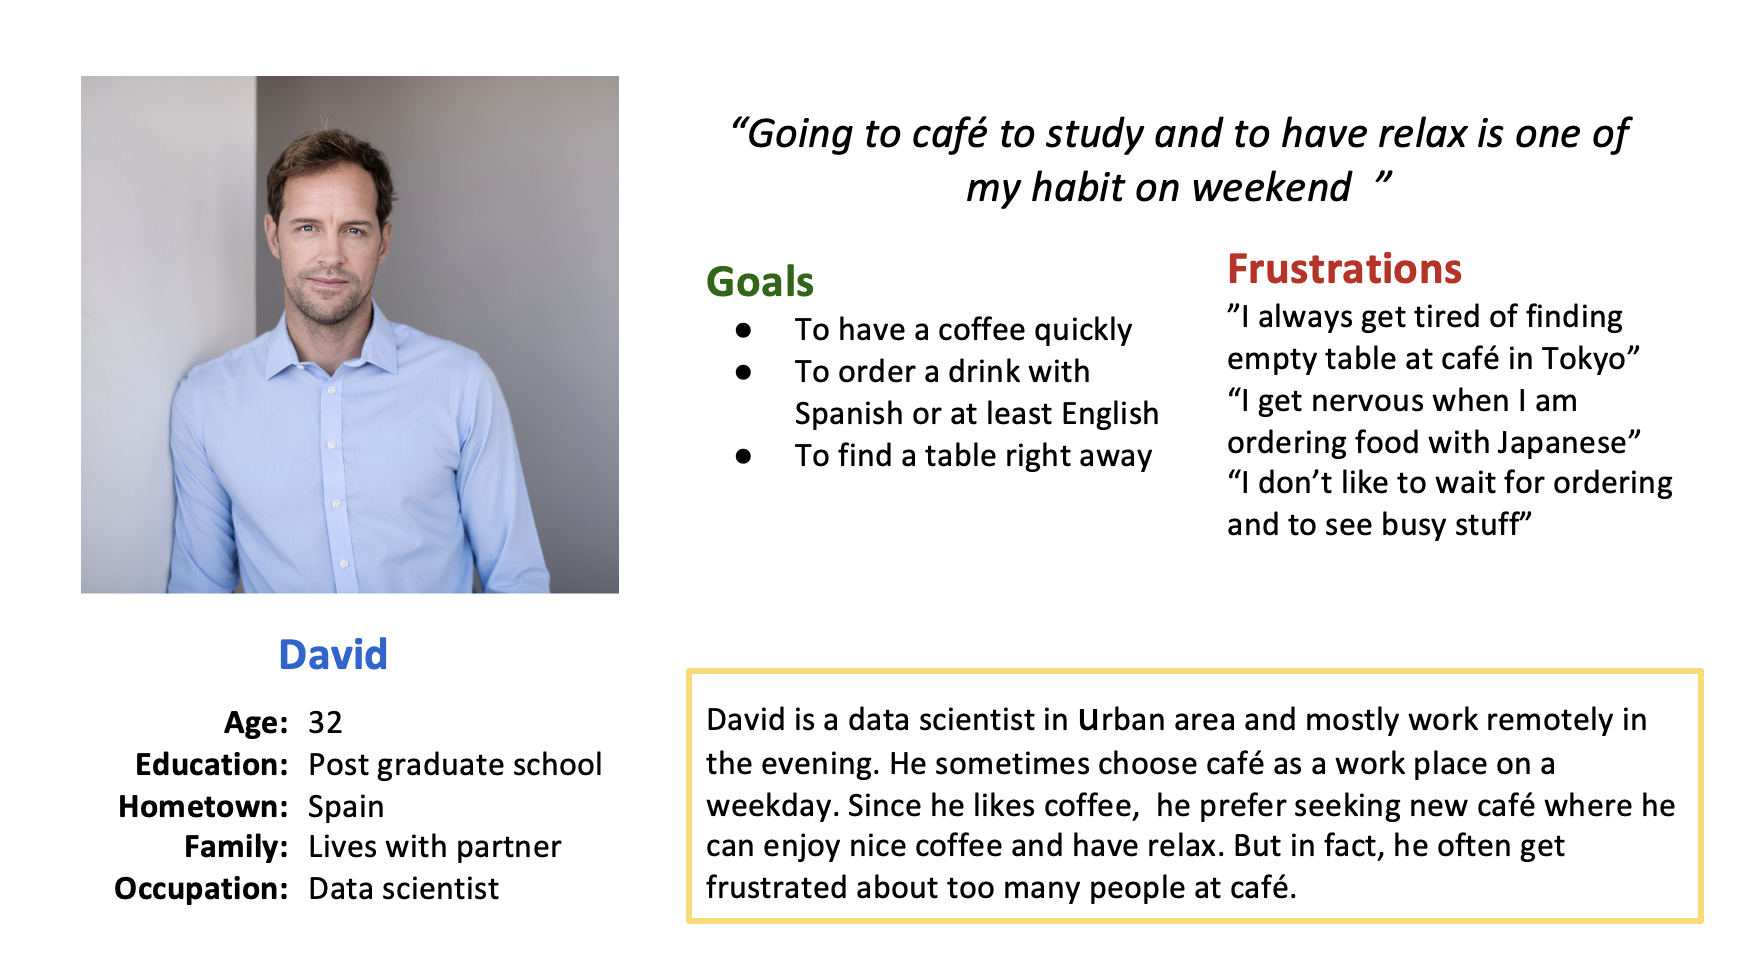 “Going to café to study and to have relax is one of
my habit on weekend  ”
Goals
● To have a coffee quickly
● To order a drink with
Spanish or at least English
● To find a table right away
Frustrations
”I always get tired of finding
empty table at café in Tokyo”
“I get nervous when I am
ordering food with Japanese”
“I don’t like to wait for ordering
and to see busy stuff”
David
Age: 32
Education: Post graduate school
Hometown: Spain
Family: Lives with partner
Occupation: Data scientist
David is a data scientist in urban area and mostly work remotely in
the evening. He sometimes choose café as a work place on a
weekday. Since he likes coffee,  he prefer seeking new café where he
can enjoy nice coffee and have relax. But in fact, he often get
frustrated about too many people at café.